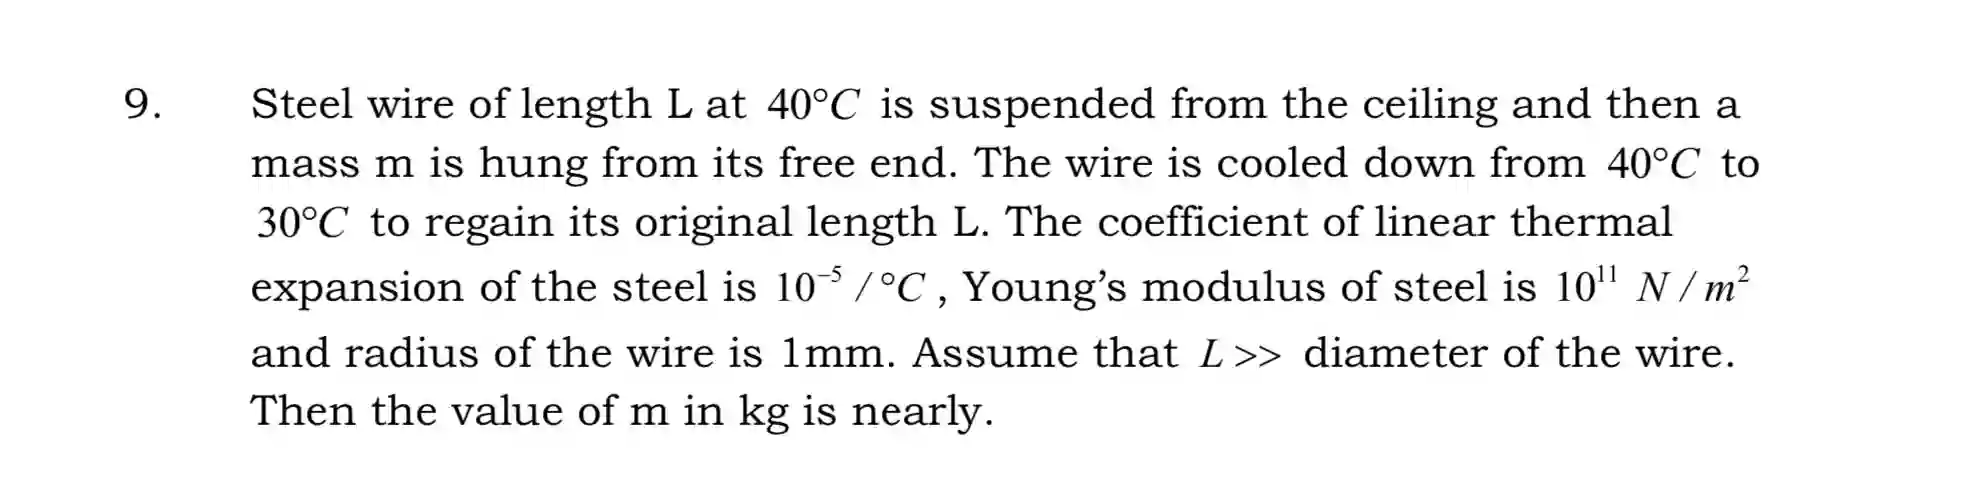 9. Steel wire of length L at 40°C is suspended from the ceiling and then a
mass m is hung from its free end. The wire is cooled down from 40°C to
30°C to regain its original length L. The coefficient of linear thermal
expansion of the steel is 10⁻⁵ /°C , Young’s modulus of steel is 10¹¹ N / m²
and radius of the wire is 1mm. Assume that L >> diameter of the wire.
Then the value of m in kg is nearly.